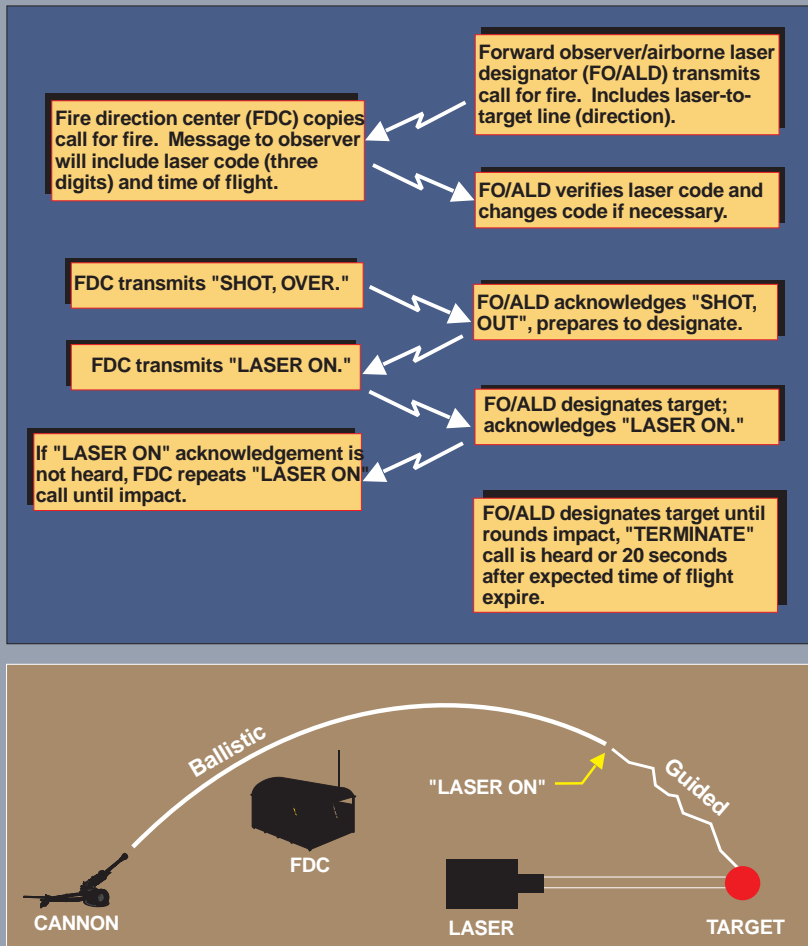 Forward observer/airborne laser
designator (FO/ALD) transmits
call for fire.  Includes laser-to-
target line (direction).
Fire direction center (FDC) copies
call for fire.  Message to observer
will include laser code (three
digits) and time of flight.
FO/ALD verifies laser code and
changes code if necessary.
FDC transmits "SHOT, OVER."
FO/ALD acknowledges "SHOT,
OUT", prepares to designate.
FDC transmits "LASER ON."
FO/ALD designates target;
acknowledges "LASER ON."
If "LASER ON" acknowledgement is
not heard, FDC repeats "LASER ON"
call until impact.
FO/ALD designates target until
rounds impact, "TERMINATE"
call is heard or 20 seconds
after expected time of flight
expire.
Ballistic
"LASER ON"
Guided
FDC
CANNON
LASER
TARGET